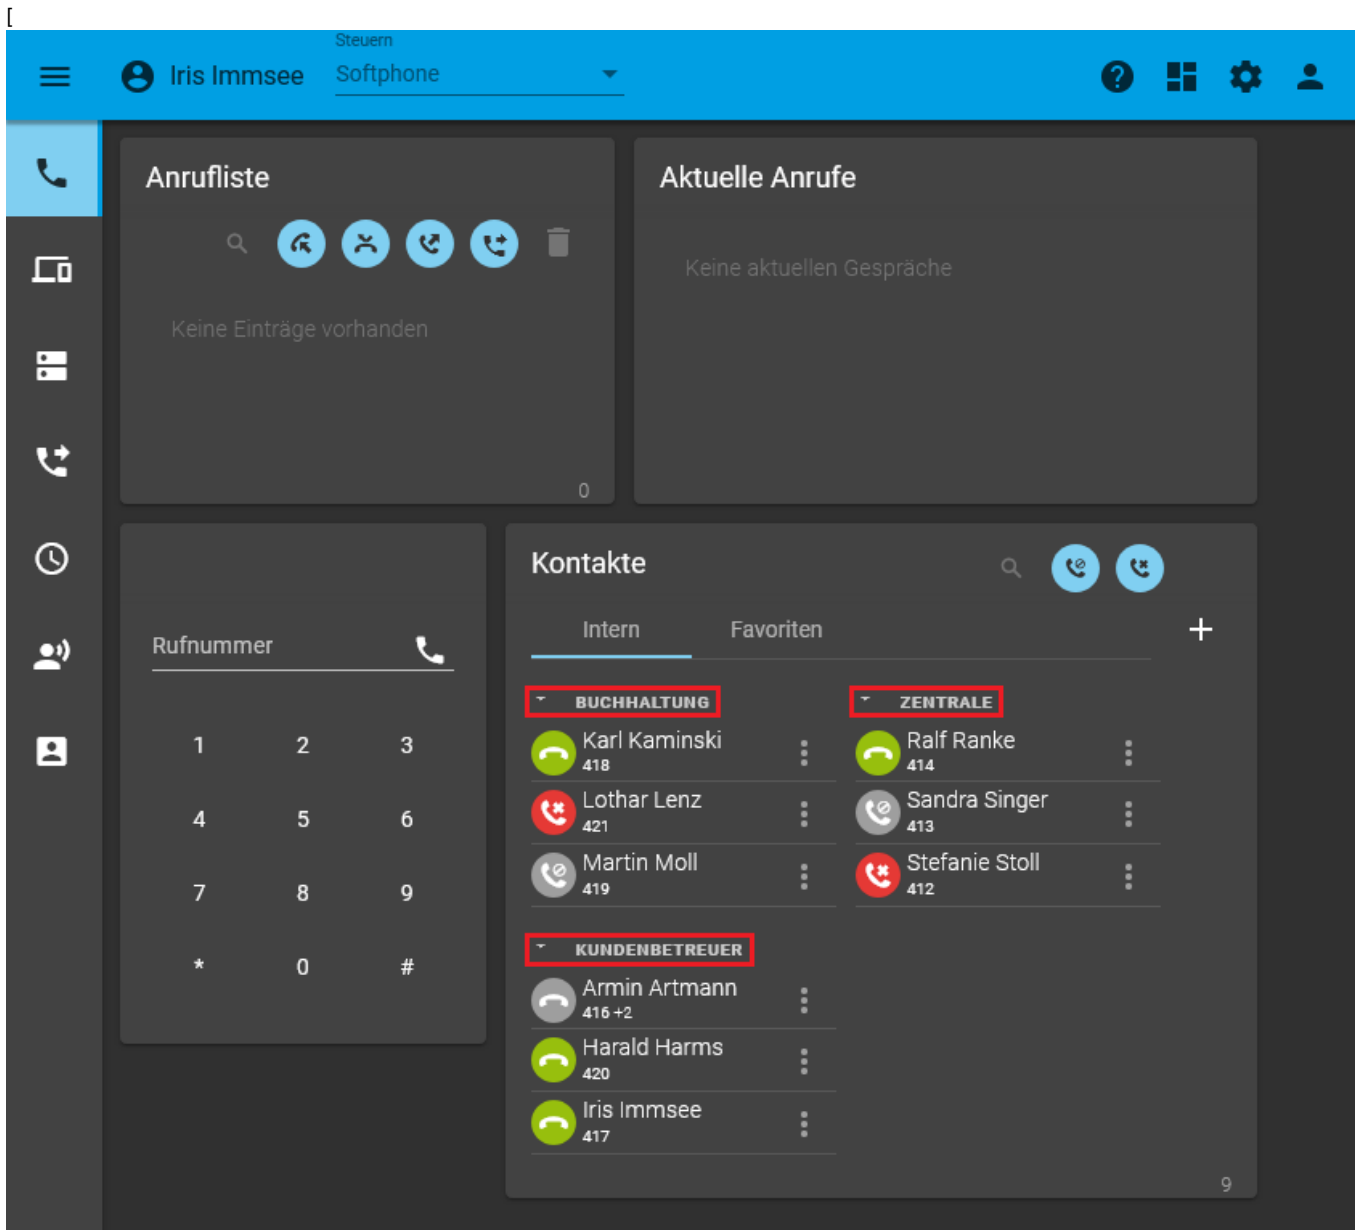 [
Steuern
Iris Immsee
Softphone
Anrufliste
Keine Einträge vorhanden
0
Aktuelle Anrufe
Keine aktuellen Gespräche
Rufnummer
1 2 3
4 5 6
7 8 9
* 0 #
Kontakte
Intern Favoriten
BUCHHALTUNG
Karl Kaminski
418
Lothar Lenz
421
Martin Moll
419
ZENTRALE
Ralf Ranke
414
Sandra Singer
413
Stefanie Stoll
412
KUNDENBETREUER
Armin Artmann
416 +2
Harald Harms
420
Iris Immsee
417
9